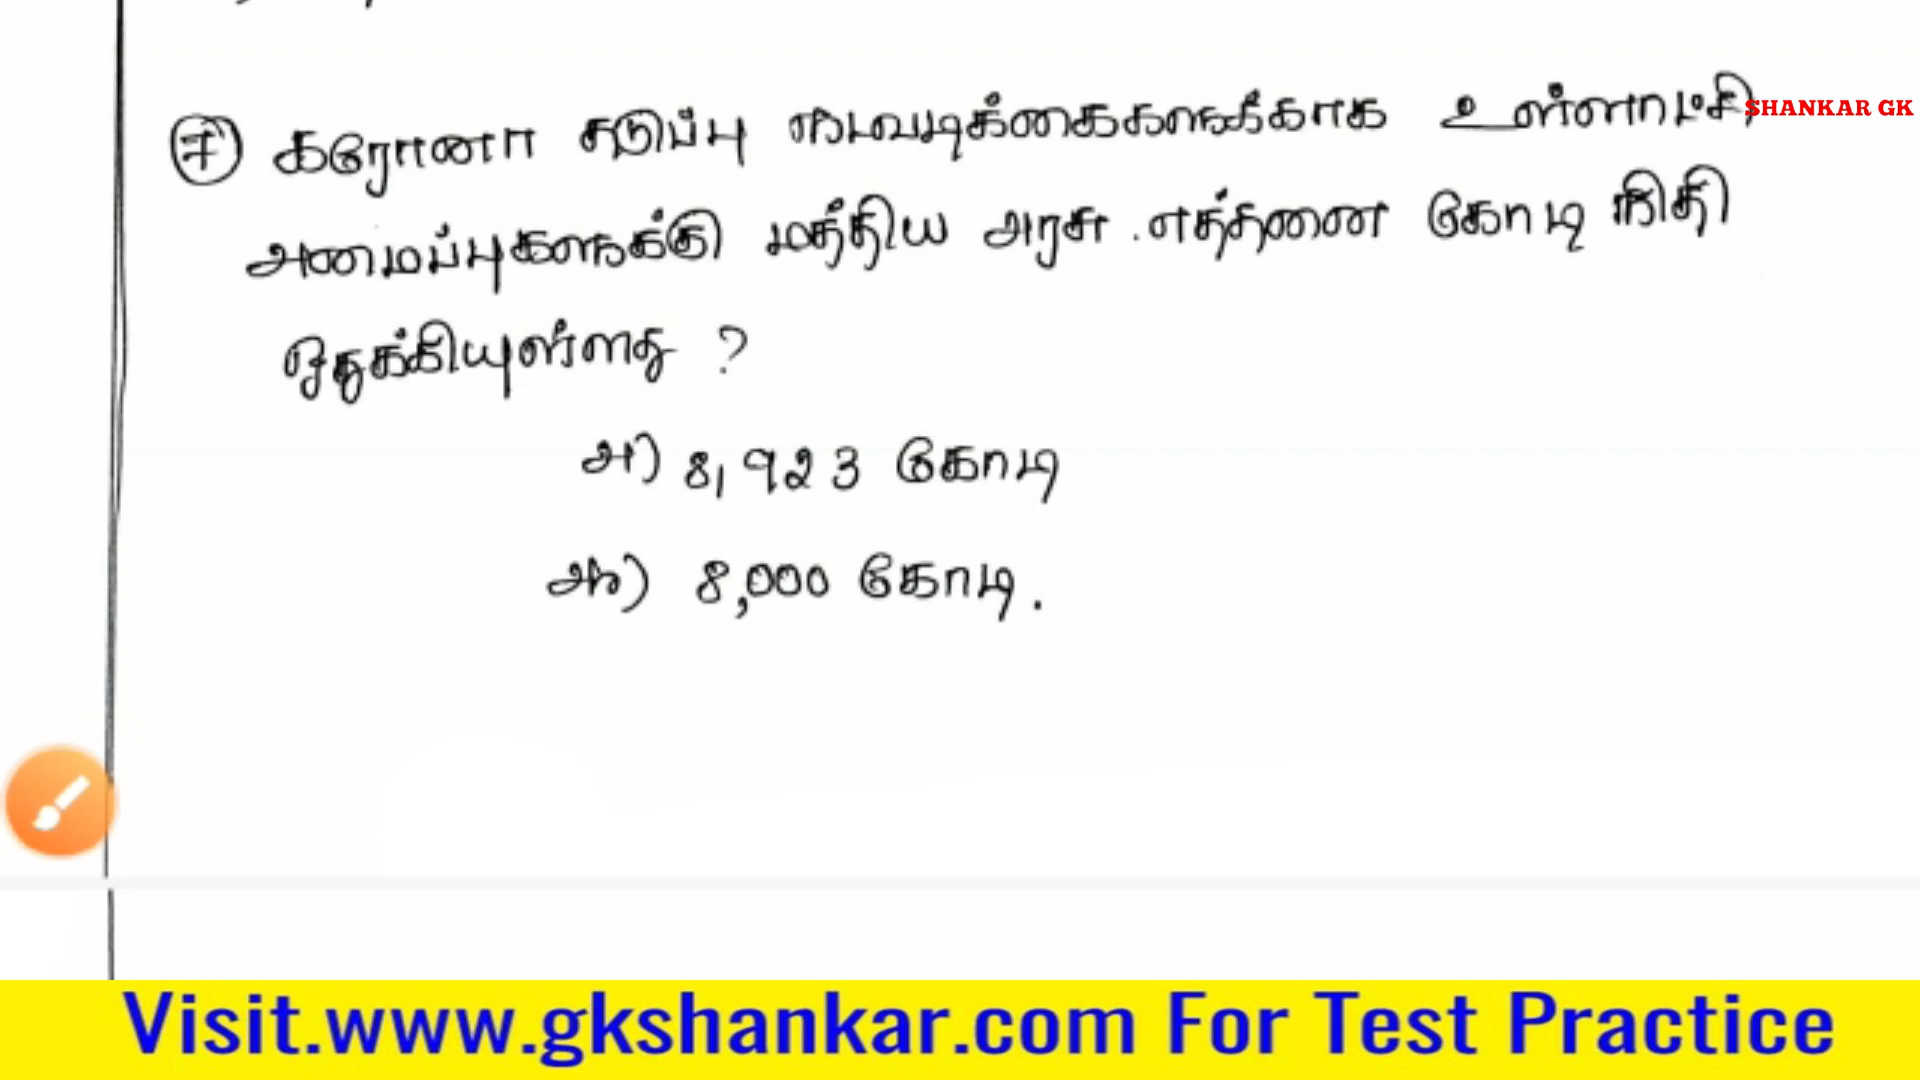 SHANKAR GK
7 கரோனா தடுப்பு நடவடிக்கைகளுக்காக உள்ளாட்சி
அமைப்புகளுக்கு மத்திய அரசு எத்தனை கோடி நிதி
ஒதுக்கியுள்ளது ?
அ) 8,923 கோடி
ஆ) 8,000 கோடி.
Visit.www.gkshankar.com For Test Practice